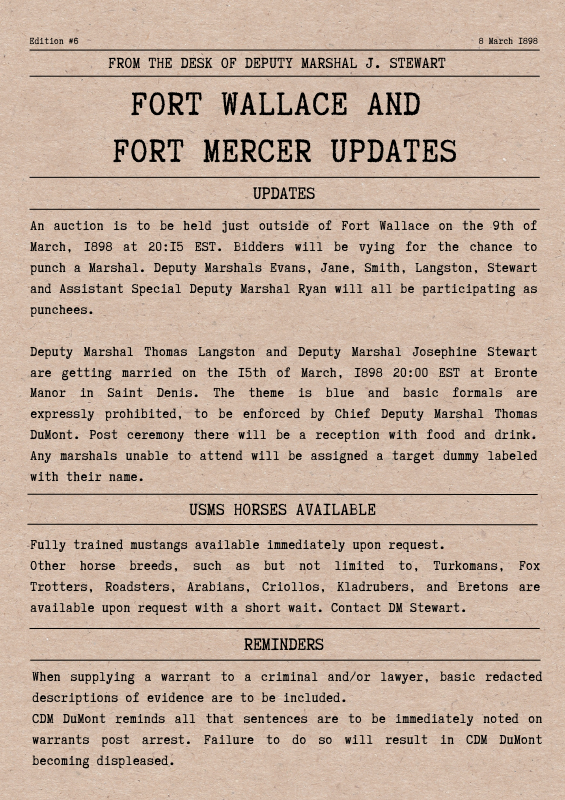 Edition #6
8 March 1898
FROM THE DESK OF DEPUTY MARSHAL J. STEWART
FORT WALLACE AND
FORT MERCER UPDATES
UPDATES
An auction is to be held just outside of Fort Wallace on the 9th of
March, 1898 at 20:15 EST. Bidders will be vying for the chance to
punch a Marshal. Deputy Marshals Evans, Jane, Smith, Langston, Stewart
and Assistant Special Deputy Marshal Ryan will all be participating as
punchees.
Deputy Marshal Thomas Langston and Deputy Marshal Josephine Stewart
are getting married on the 15th of March, 1898 20:00 EST at Bronte
Manor in Saint Denis. The theme is blue and basic formals are
expressly prohibited, to be enforced by Chief Deputy Marshal Thomas
DuMont. Post ceremony there will be a reception with food and drink.
Any marshals unable to attend will be assigned a target dummy labeled
with their name.
USMS HORSES AVAILABLE
Fully trained mustangs available immediately upon request.
Other horse breeds, such as but not limited to, Turkomans, Fox
Trotters, Roadsters, Arabians, Criollos, Kladrubers, and Bretons are
available upon request with a short wait. Contact DM Stewart.
REMINDERS
When supplying a warrant to a criminal and/or lawyer, basic redacted
descriptions of evidence are to be included.
CDM DuMont reminds all that sentences are to be immediately noted on
warrants post arrest. Failure to do so will result in CDM DuMont
becoming displeased.